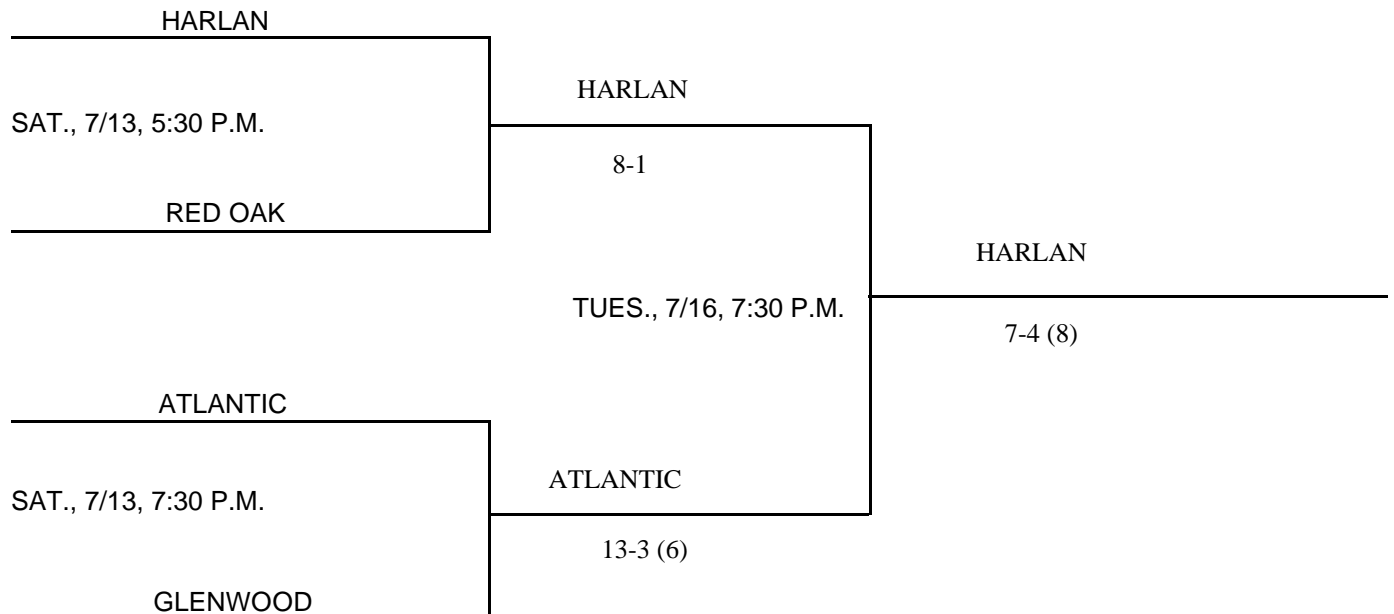 HARLAN
HARLAN
SAT., 7/13, 5:30 P.M.
8-1
RED OAK
HARLAN
TUES., 7/16, 7:30 P.M.
7-4 (8)
ATLANTIC
ATLANTIC
SAT., 7/13, 7:30 P.M.
13-3 (6)
GLENWOOD